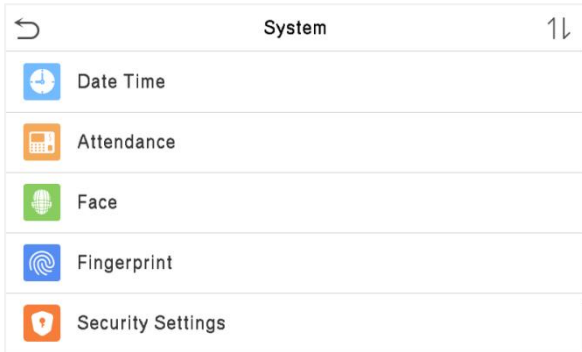 System
Date Time
Attendance
Face
Fingerprint
Security Settings